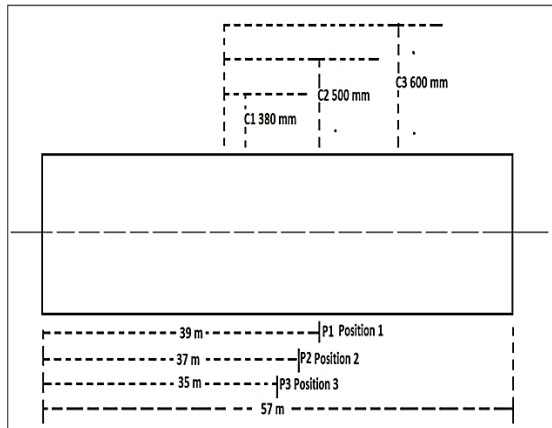 C3 600 mm
C2 500 mm
C1 380 mm
39 m
P1 Position 1
37 m
P2 Position 2
35 m
P3 Position 3
57 m